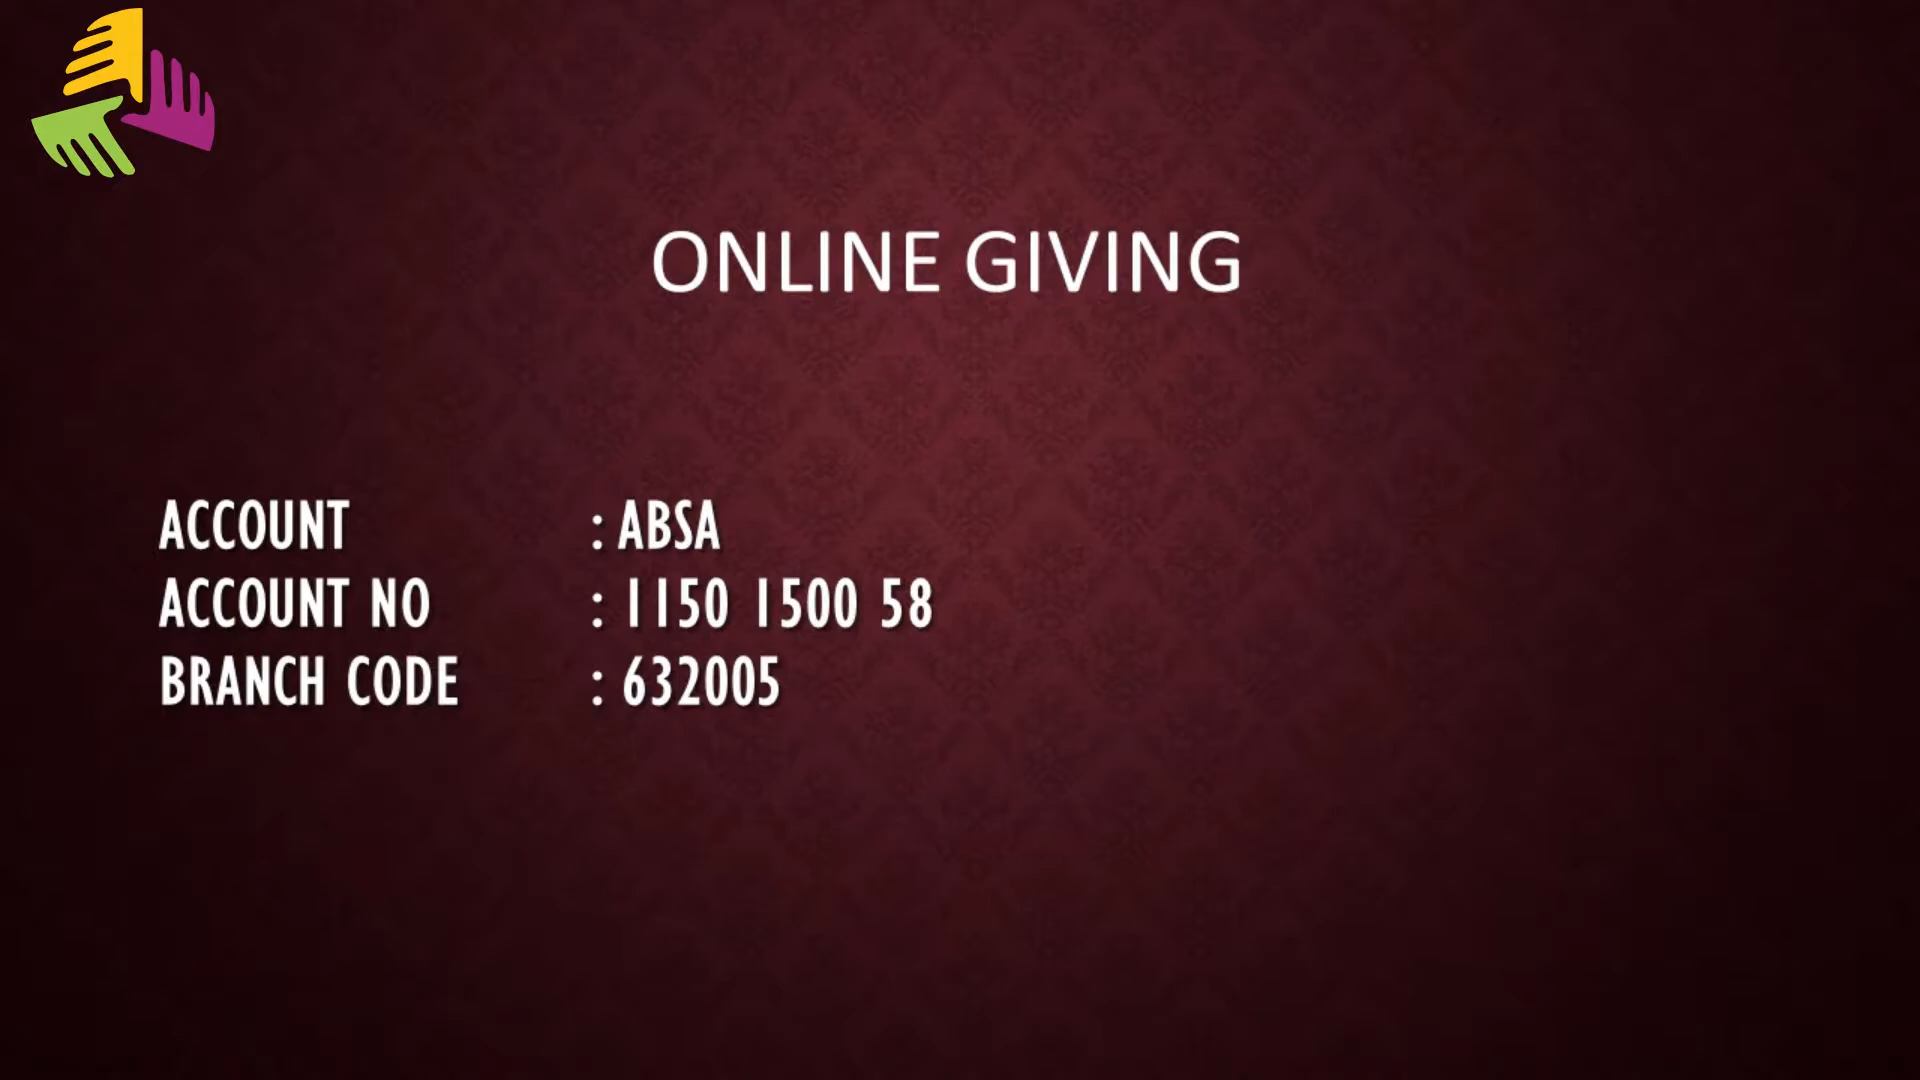 ONLINE GIVING
ACCOUNT : ABSA
ACCOUNT NO : 1150 1500 58
BRANCH CODE : 632005